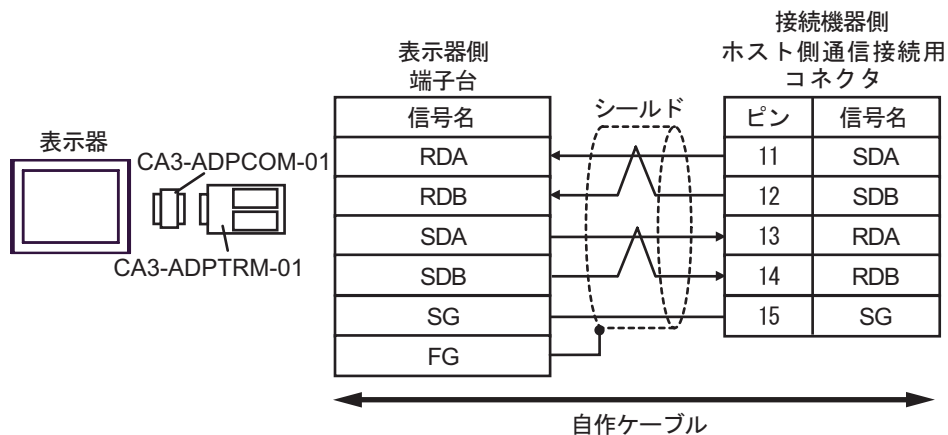 接続機器側
ホスト側通信接続用
コネクタ
表示器側
端子台
信号名
シールド
ピン
信号名
表示器
CA3-ADPCOM-01
CA3-ADPTRM-01
RDA
11
SDA
RDB
12
SDB
SDA
13
RDA
SDB
14
RDB
SG
15
SG
FG
自作ケーブル